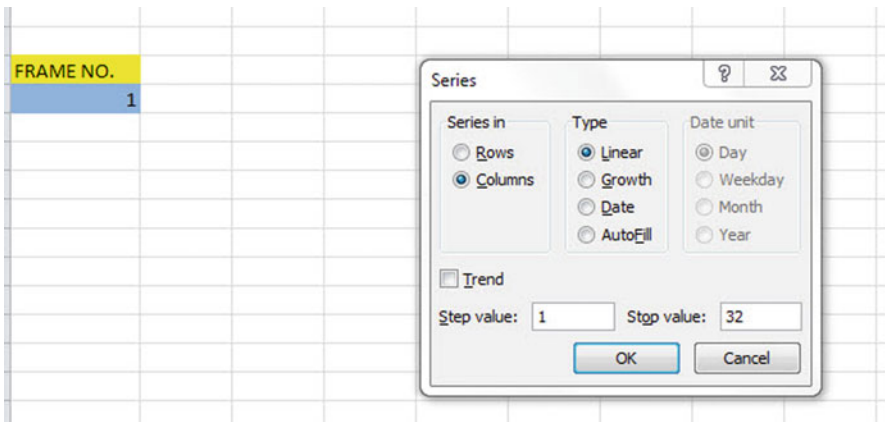 FRAME NO.
1
Series
Series in
Rows
Columns
Type
Linear
Growth
Date
AutoFill
Date unit
Day
Weekday
Month
Year
Trend
Step value: 1
Stop value: 32
OK
Cancel